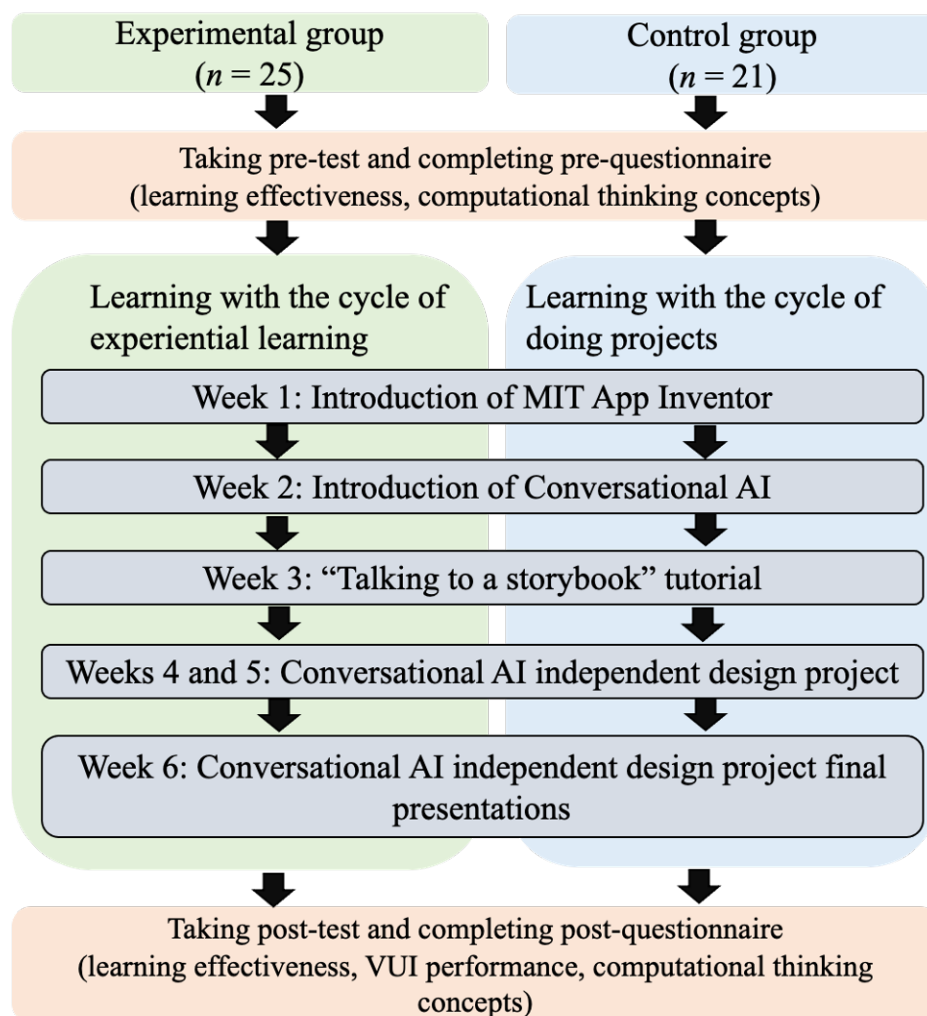 Experimental group
(n = 25)
Control group
(n = 21)
Taking pre-test and completing pre-questionnaire
(learning effectiveness, computational thinking concepts)
Learning with the cycle of
experiential learning
Learning with the cycle of
doing projects
Week 1: Introduction of MIT App Inventor
Week 2: Introduction of Conversational AI
Week 3: “Talking to a storybook” tutorial
Weeks 4 and 5: Conversational AI independent design project
Week 6: Conversational AI independent design project final
presentations
Taking post-test and completing post-questionnaire
(learning effectiveness, VUI performance, computational thinking
concepts)